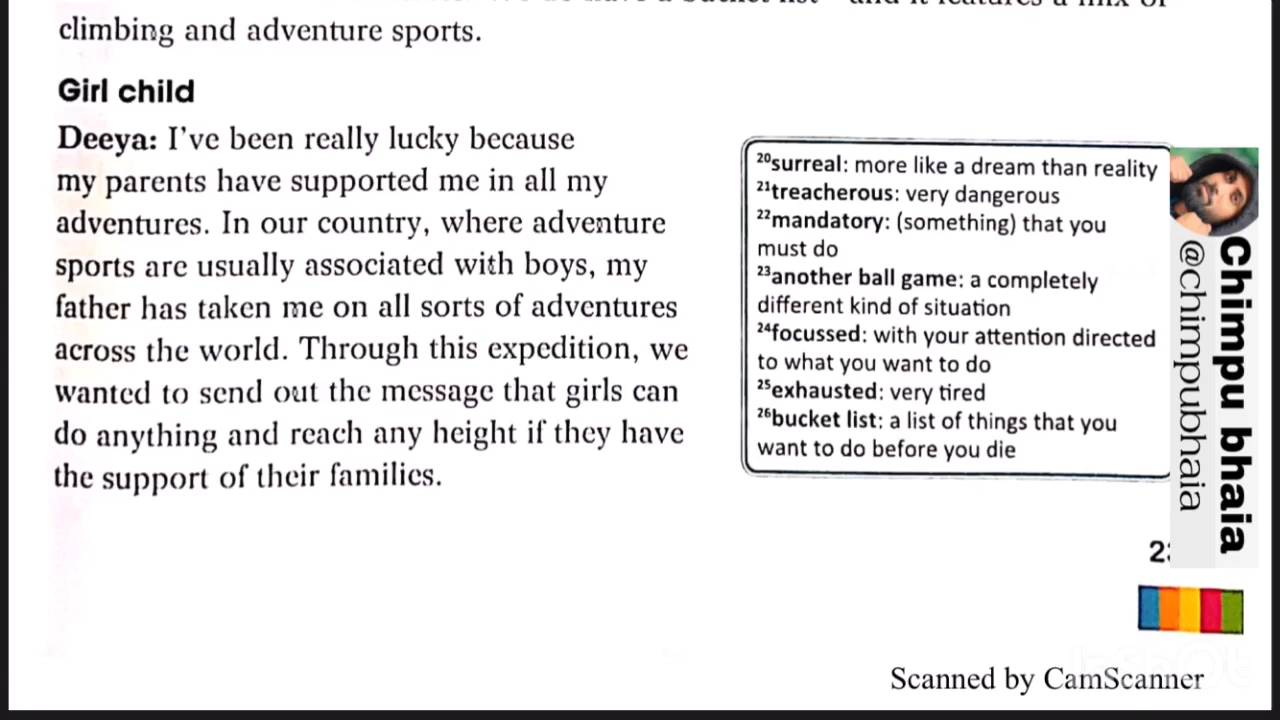 climbing and adventure sports.
Girl child
Deeya: I've been really lucky because
my parents have supported me in all my
adventures. In our country, where adventure
sports are usually associated with boys, my
father has taken me on all sorts of adventures
across the world. Through this expedition, we
wanted to send out the message that girls can
do anything and reach any height if they have
the support of their families.
20surreal: more like a dream than reality
21treacherous: very dangerous
22mandatory: (something) that you
must do
23another ball game: a completely
different kind of situation
24focussed: with your attention directed
to what you want to do
25exhausted: very tired
26bucket list: a list of things that you
want to do before you die
Chimpu bhaia
@chimpubhaia
Scanned by CamScanner
InShOt